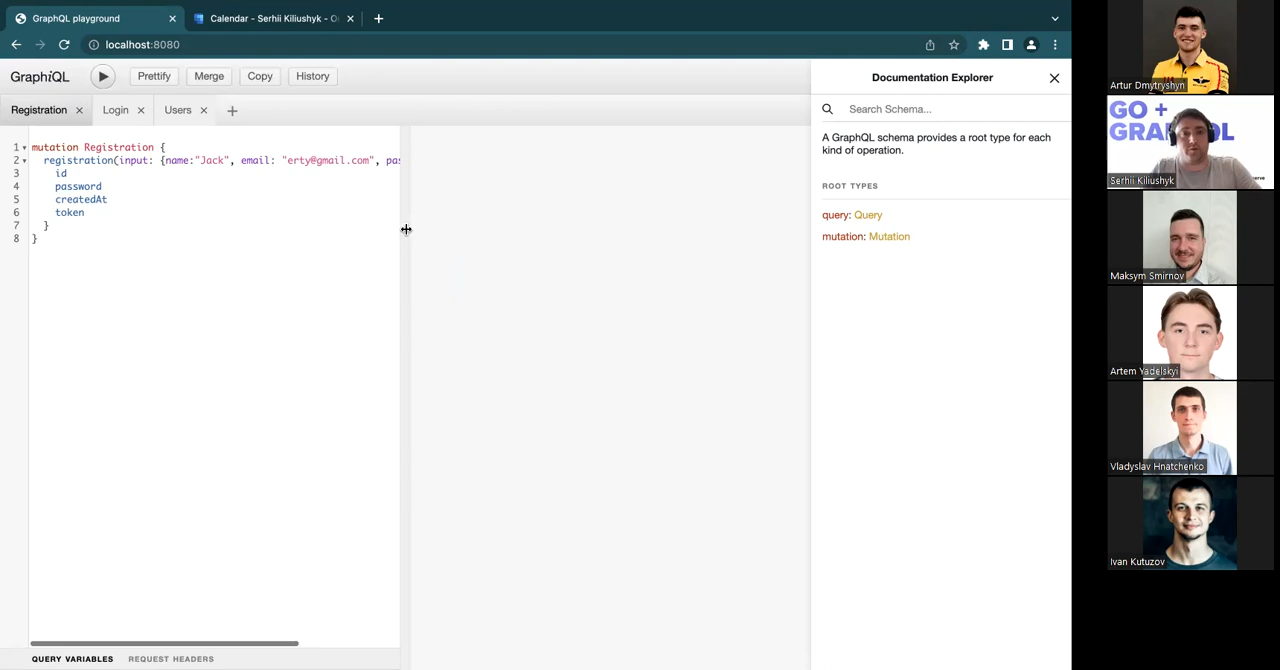 GraphQL playground
Calendar - Serhii Kiliushyk - O
localhost:8080
GraphiQL
Prettify
Merge
Copy
History
Registration
Login
Users
1 mutation Registration {
2 registration(input: {name:"Jack", email: "erty@gmail.com", pas
3 id
4 password
5 createdAt
6 token
7 }
8 }
QUERY VARIABLES
REQUEST HEADERS
Documentation Explorer
Search Schema...
A GraphQL schema provides a root type for each
kind of operation.
ROOT TYPES
query: Query
mutation: Mutation
Artur Dmytryshyn
GO +
GRAPHQL
Serhii Kiliushyk
Maksym Smirnov
Artem Yadelskyi
Vladyslav Hnatchenko
Ivan Kutuzov